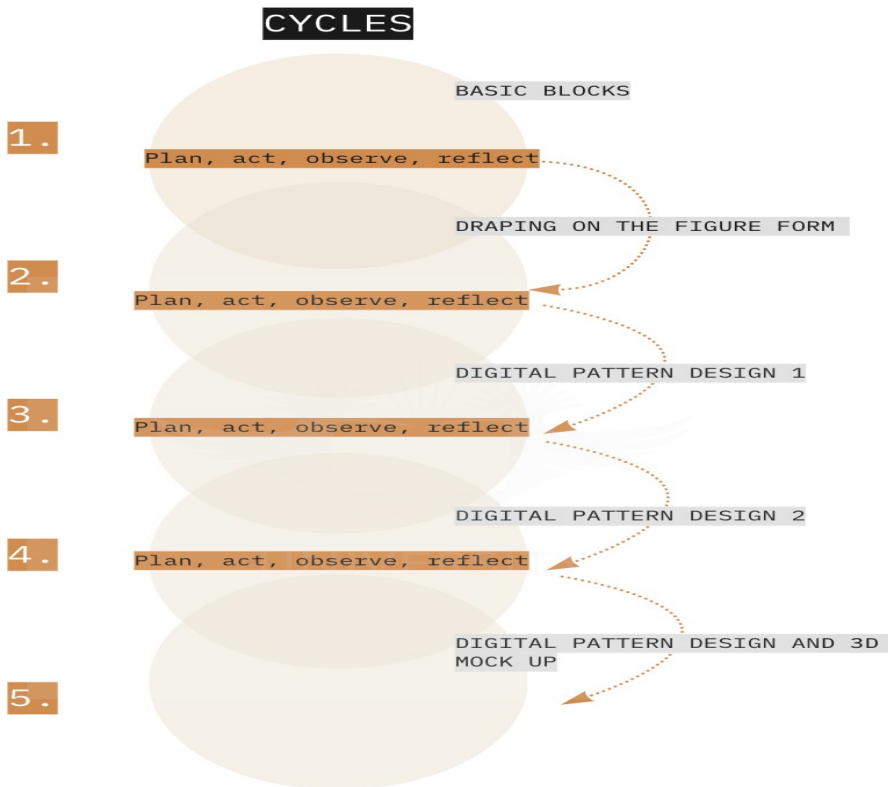 CYCLES
BASIC BLOCKS
1.
Plan, act, observe, reflect
DRAPING ON THE FIGURE FORM
2.
Plan, act, observe, reflect
DIGITAL PATTERN DESIGN 1
3.
Plan, act, observe, reflect
DIGITAL PATTERN DESIGN 2
4.
Plan, act, observe, reflect
DIGITAL PATTERN DESIGN AND 3D
MOCK UP
5.